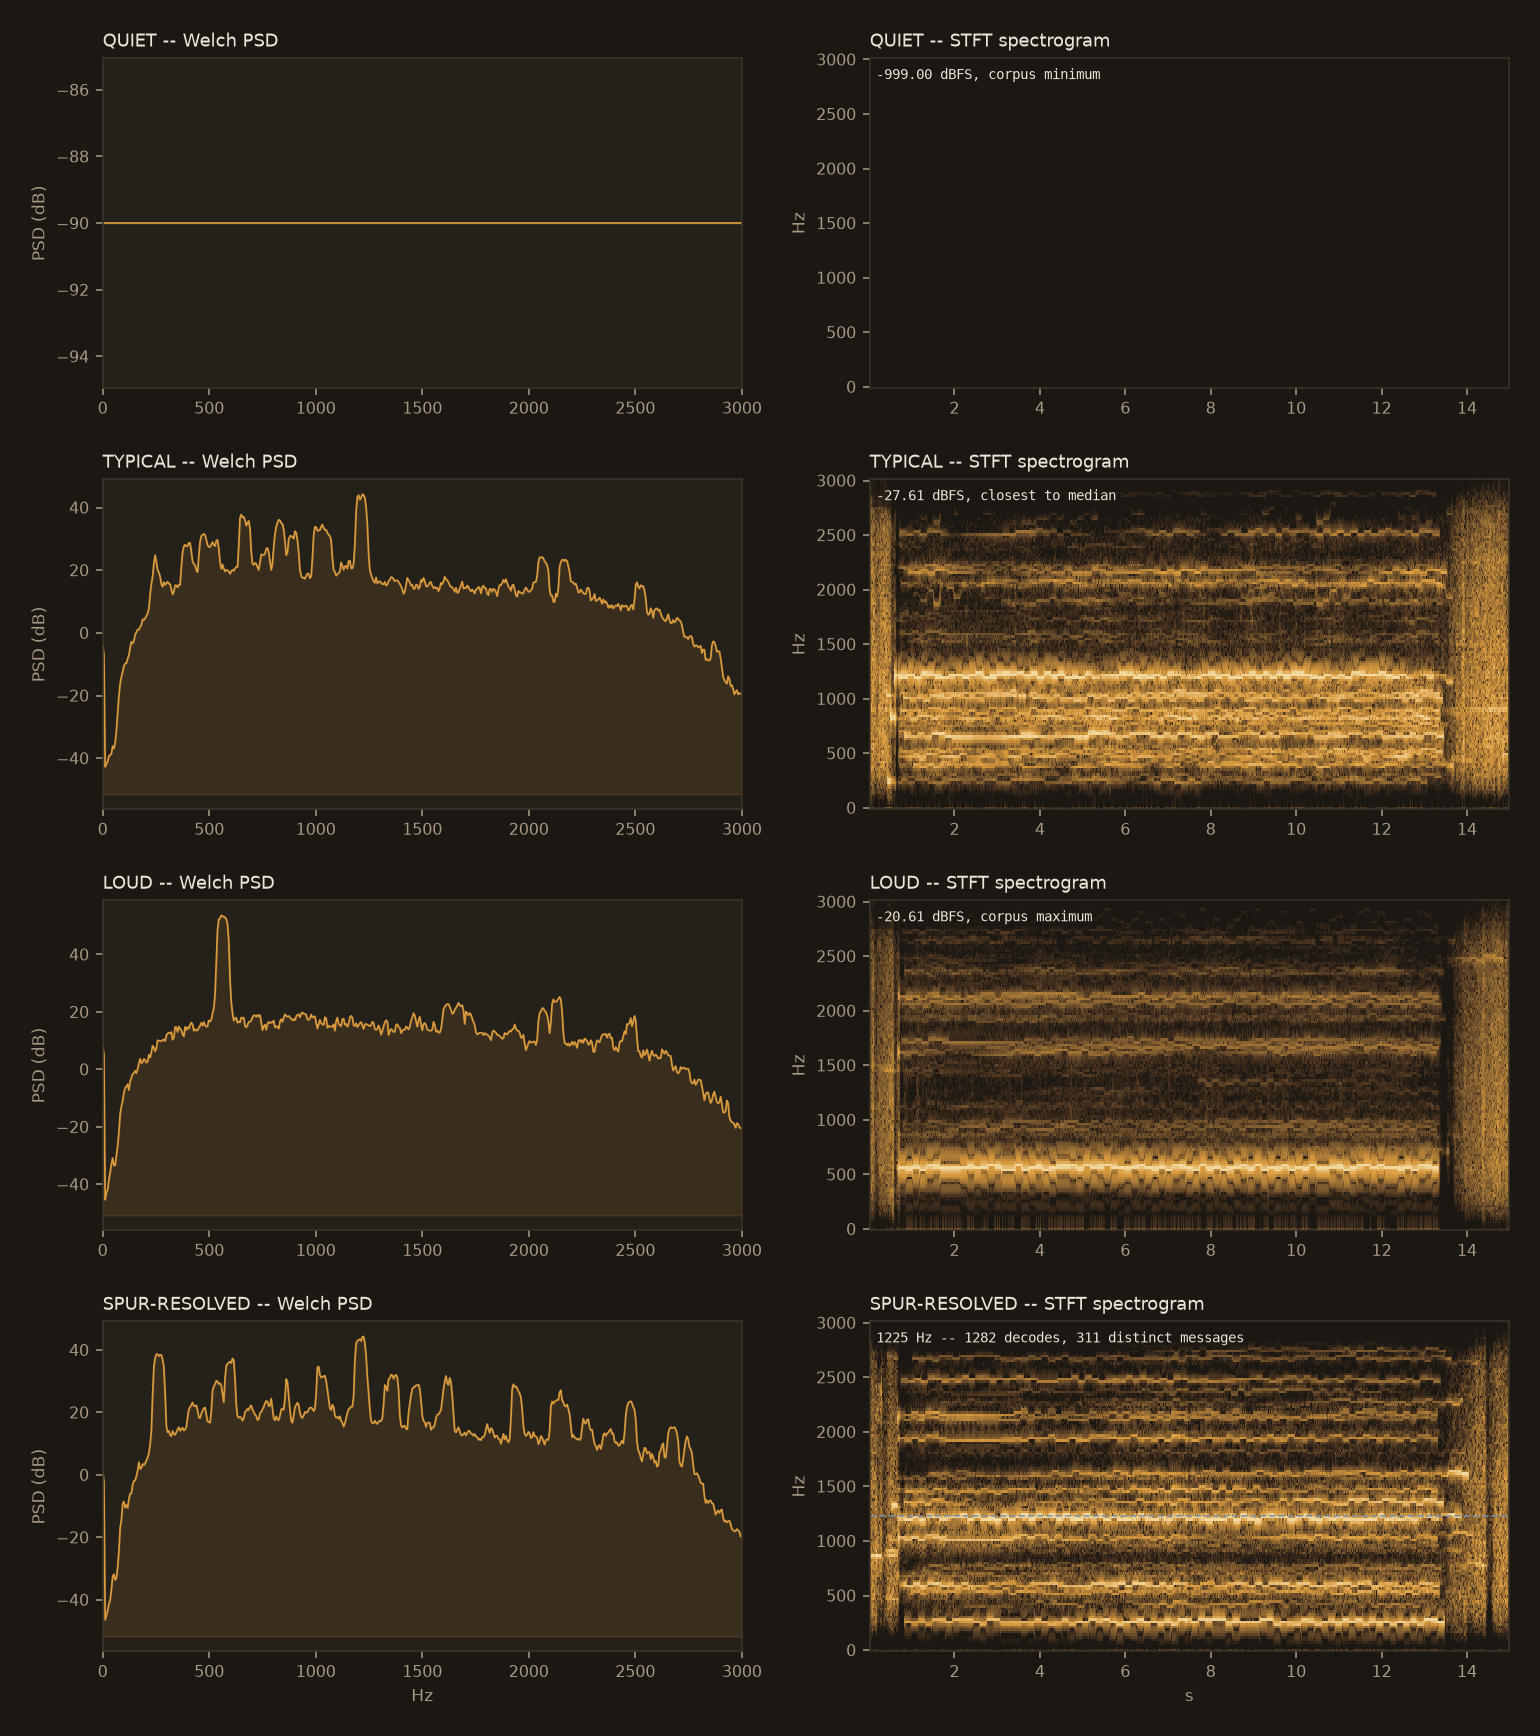 QUIET -- Welch PSD
PSD (dB)
−86
−88
−90
−92
−94
0 500 1000 1500 2000 2500 3000
QUIET -- STFT spectrogram
-999.00 dBFS, corpus minimum
Hz
3000
2500
2000
1500
1000
500
0
2 4 6 8 10 12 14
TYPICAL -- Welch PSD
PSD (dB)
40
20
0
−20
−40
0 500 1000 1500 2000 2500 3000
TYPICAL -- STFT spectrogram
-27.61 dBFS, closest to median
Hz
3000
2500
2000
1500
1000
500
0
2 4 6 8 10 12 14
LOUD -- Welch PSD
PSD (dB)
40
20
0
−20
−40
0 500 1000 1500 2000 2500 3000
LOUD -- STFT spectrogram
-20.61 dBFS, corpus maximum
Hz
3000
2500
2000
1500
1000
500
0
2 4 6 8 10 12 14
SPUR-RESOLVED -- Welch PSD
PSD (dB)
40
20
0
−20
−40
0 500 1000 1500 2000 2500 3000
Hz
SPUR-RESOLVED -- STFT spectrogram
1225 Hz -- 1282 decodes, 311 distinct messages
Hz
3000
2500
2000
1500
1000
500
0
2 4 6 8 10 12 14
s